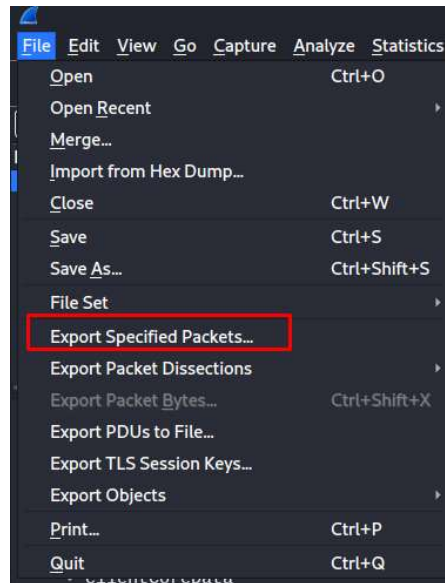 File Edit View Go Capture Analyze Statistics
Open Ctrl+O
Open Recent
Merge...
Import from Hex Dump...
Close Ctrl+W
Save Ctrl+S
Save As... Ctrl+Shift+S
File Set
Export Specified Packets...
Export Packet Dissections
Export Packet Bytes... Ctrl+Shift+X
Export PDUs to File...
Export TLS Session Keys...
Export Objects
Print... Ctrl+P
Quit Ctrl+Q